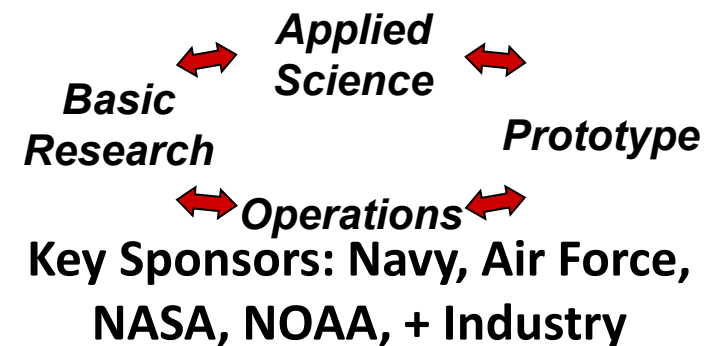 Applied
Science
Basic
Research
Prototype
Operations
Key Sponsors: Navy, Air Force,
NASA, NOAA, + Industry